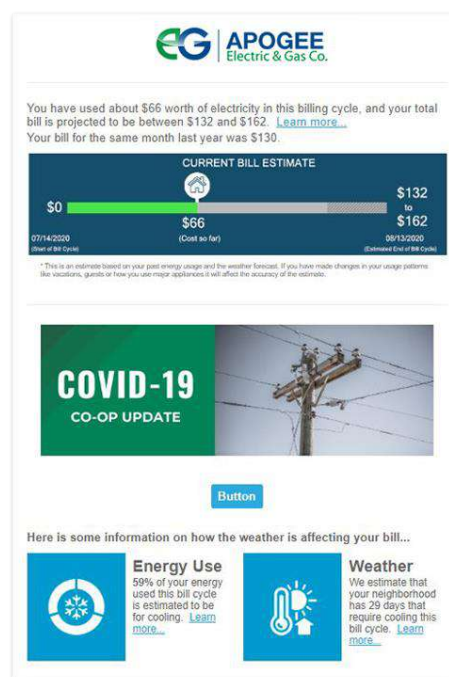 EG APOGEE
Electric & Gas Co.
You have used about $66 worth of electricity in this billing cycle, and your total
bill is projected to be between $132 and $162. Learn more...
Your bill for the same month last year was $130.
CURRENT BILL ESTIMATE
$0
$66
(Cost so far)
$132
to
$162
07/14/2020
(Start of Bill Cycle)
08/13/2020
(Estimated End of Bill Cycle)
* This is an estimate based on your past energy usage and the weather forecast. If you have made changes in your usage patterns
like vacations, guests or how you use major appliances it will affect the accuracy of the estimate.
COVID-19
CO-OP UPDATE
Button
Here is some information on how the weather is affecting your bill...
Energy Use
59% of your energy
used this bill cycle
is estimated to be
for cooling. Learn
more...
Weather
We estimate that
your neighborhood
has 29 days that
require cooling this
bill cycle. Learn
more...